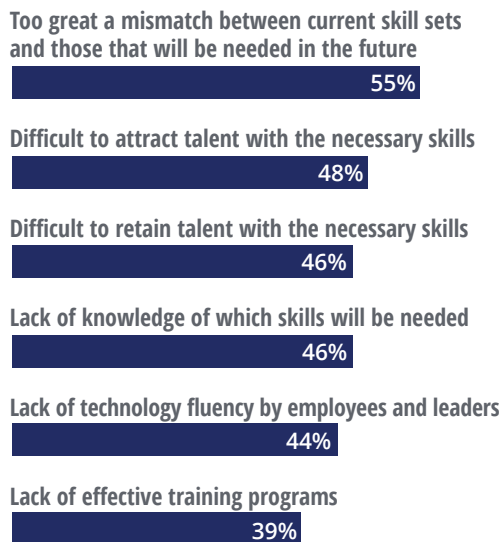 Too great a mismatch between current skill sets
and those that will be needed in the future
55%
Difficult to attract talent with the necessary skills
48%
Difficult to retain talent with the necessary skills
46%
Lack of knowledge of which skills will be needed
46%
Lack of technology fluency by employees and leaders
44%
Lack of effective training programs
39%